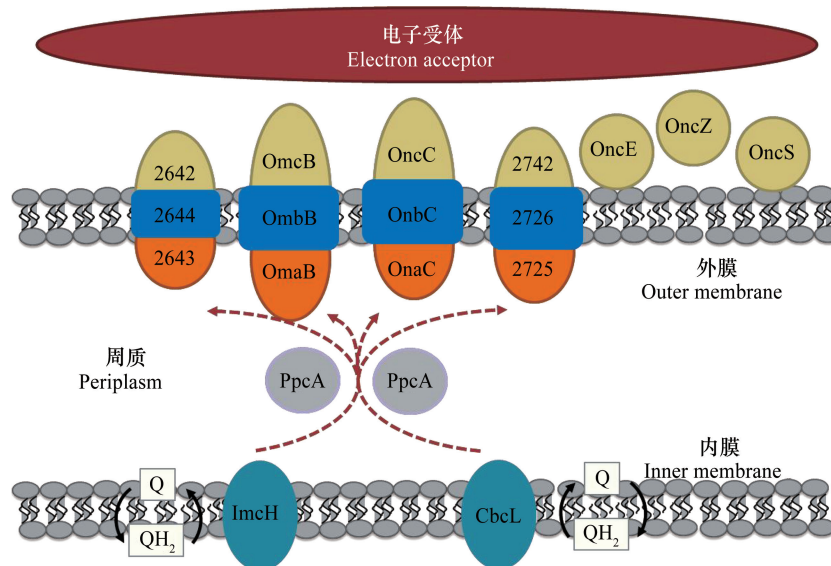 电子受体
Electron acceptor
2642
OmcB
OncC
2742
OncE
OncZ
OncS
2644
OmbB
OnbC
2726
2643
OmaB
OnaC
2725
外膜
Outer membrane
周质
Periplasm
PpcA
PpcA
内膜
Inner membrane
Q
QH₂
ImcH
CbcL
Q
QH₂